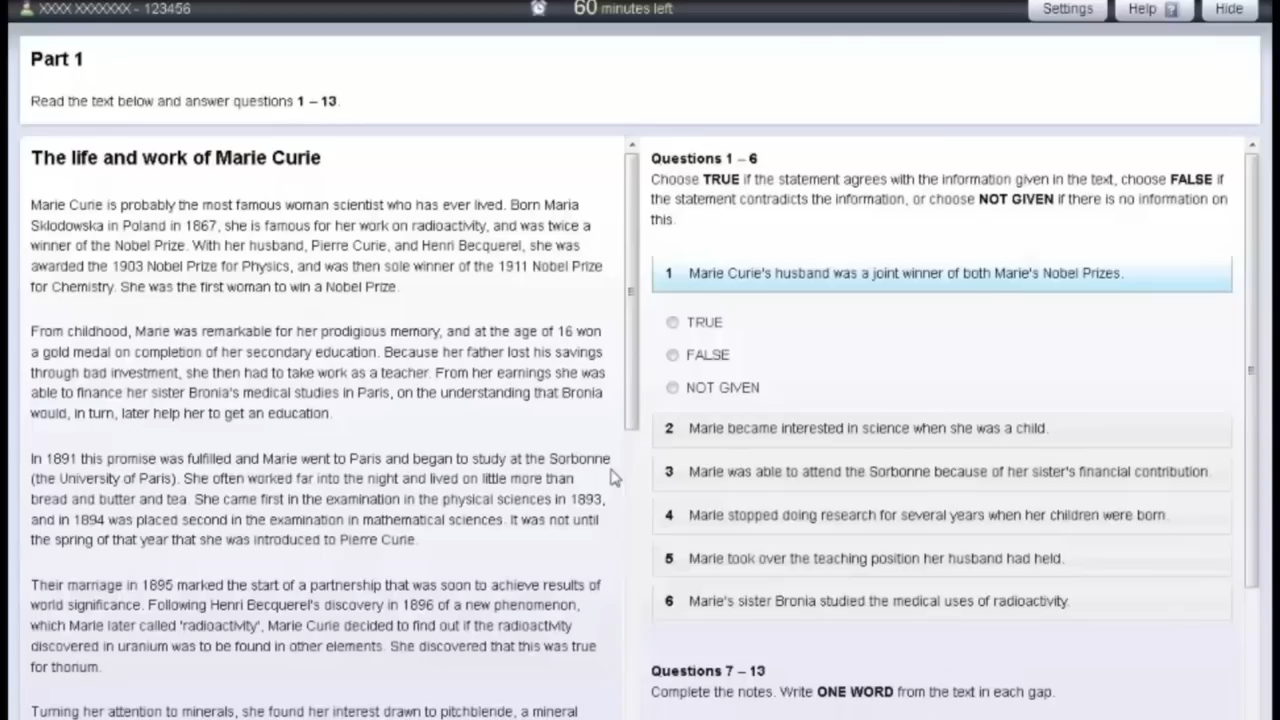 XXXX XXXXXXX - 123456
60 minutes left
Settings
Help ?
Hide
Part 1
Read the text below and answer questions 1 – 13.
The life and work of Marie Curie
Marie Curie is probably the most famous woman scientist who has ever lived. Born Maria
Sklodowska in Poland in 1867, she is famous for her work on radioactivity, and was twice a
winner of the Nobel Prize. With her husband, Pierre Curie, and Henri Becquerel, she was
awarded the 1903 Nobel Prize for Physics, and was then sole winner of the 1911 Nobel Prize
for Chemistry. She was the first woman to win a Nobel Prize.
From childhood, Marie was remarkable for her prodigious memory, and at the age of 16 won
a gold medal on completion of her secondary education. Because her father lost his savings
through bad investment, she then had to take work as a teacher. From her earnings she was
able to finance her sister Bronia's medical studies in Paris, on the understanding that Bronia
would, in turn, later help her to get an education.
In 1891 this promise was fulfilled and Marie went to Paris and began to study at the Sorbonne
(the University of Paris). She often worked far into the night and lived on little more than
bread and butter and tea. She came first in the examination in the physical sciences in 1893,
and in 1894 was placed second in the examination in mathematical sciences. It was not until
the spring of that year that she was introduced to Pierre Curie.
Their marriage in 1895 marked the start of a partnership that was soon to achieve results of
world significance. Following Henri Becquerel's discovery in 1896 of a new phenomenon,
which Marie later called 'radioactivity', Marie Curie decided to find out if the radioactivity
discovered in uranium was to be found in other elements. She discovered that this was true
for thorium.
Turning her attention to minerals, she found her interest drawn to pitchblende, a mineral
Questions 1 – 6
Choose TRUE if the statement agrees with the information given in the text, choose FALSE if
the statement contradicts the information, or choose NOT GIVEN if there is no information on
this.
1 Marie Curie's husband was a joint winner of both Marie's Nobel Prizes.
TRUE
FALSE
NOT GIVEN
2 Marie became interested in science when she was a child.
3 Marie was able to attend the Sorbonne because of her sister's financial contribution.
4 Marie stopped doing research for several years when her children were born.
5 Marie took over the teaching position her husband had held.
6 Marie's sister Bronia studied the medical uses of radioactivity.
Questions 7 – 13
Complete the notes. Write ONE WORD from the text in each gap.